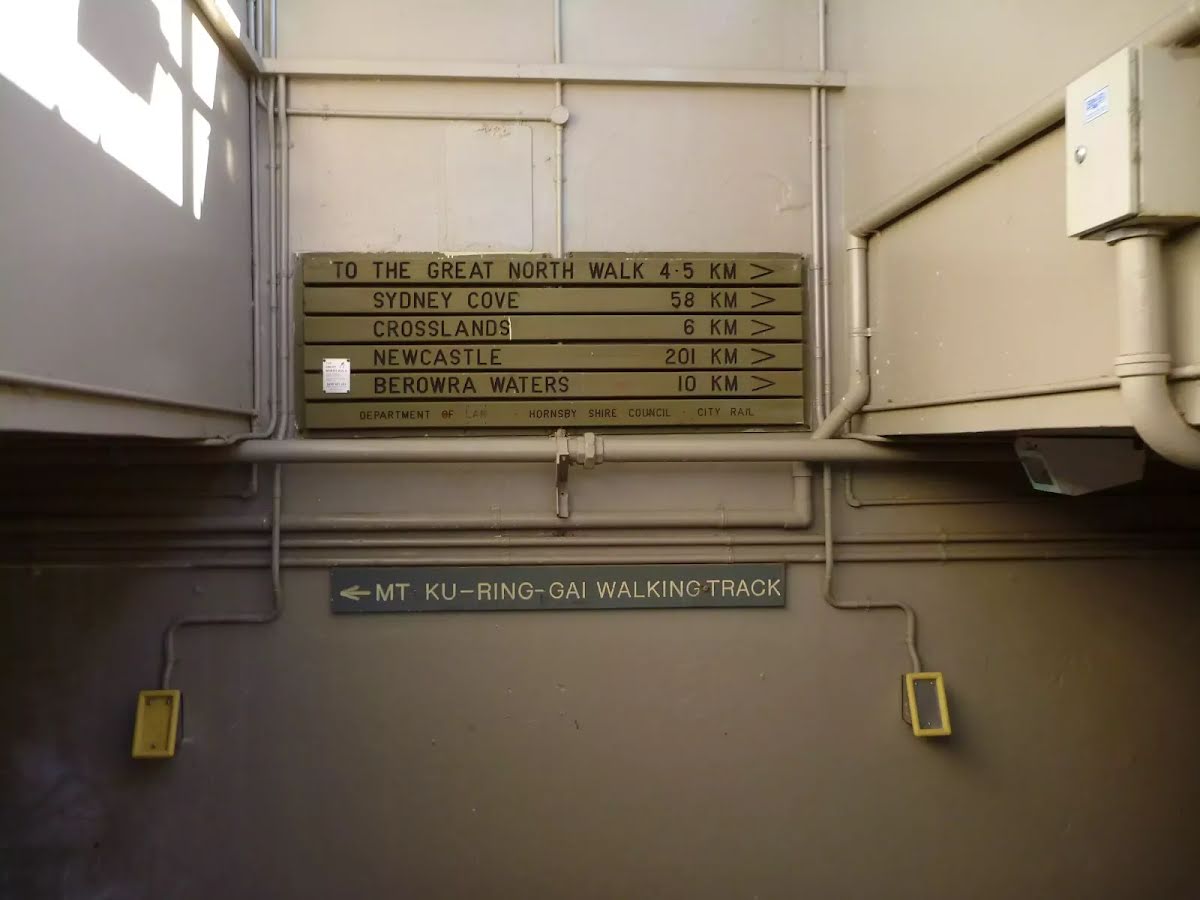 TO THE GREAT NORTH WALK 4·5 KM >
SYDNEY COVE 58 KM >
CROSSLANDS 6 KM >
NEWCASTLE 201 KM >
BEROWRA WATERS 10 KM >
DEPARTMENT OF LAN · HORNSBY SHIRE COUNCIL · CITY RAIL
← MT KU-RING-GAI WALKING TRACK